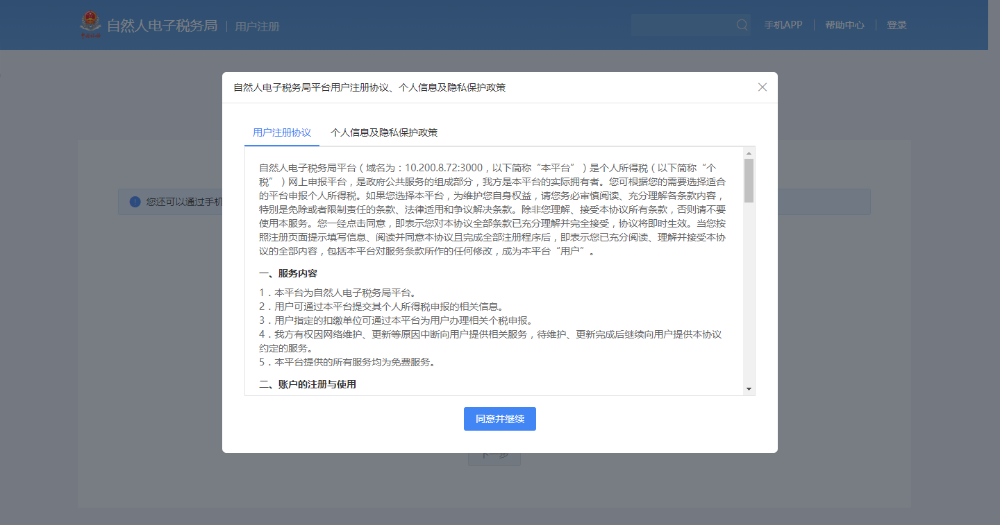 自然人电子税务局 | 用户注册
手机APP | 帮助中心 | 登录
自然人电子税务局平台用户注册协议、个人信息及隐私保护政策
用户注册协议 个人信息及隐私保护政策
自然人电子税务局平台（域名为：10.200.8.72:3000，以下简称“本平台”）是个人所得税（以下简称“个
税”）网上申报平台，是政府公共服务的组成部分，我方是本平台的实际拥有者。您可根据您的需要选择适合
的平台申报个人所得税。如果您选择本平台，为维护您自身权益，请您务必审慎阅读、充分理解各条款内容，
特别是免除或者限制责任的条款、法律适用和争议解决条款。除非您理解、接受本协议所有条款，否则请不要
使用本服务。您一经点击同意，即表示您对本协议全部条款已充分理解并完全接受，协议将即时生效。当您按
照注册页面提示填写信息、阅读并同意本协议且完成全部注册程序后，即表示您已充分阅读、理解并接受本协
议的全部内容，包括本平台对服务条款所作的任何修改，成为本平台“用户”。
一、服务内容
1．本平台为自然人电子税务局平台。
2．用户可通过本平台提交其个人所得税申报的相关信息。
3．用户指定的扣缴单位可通过本平台为用户办理相关个税申报。
4．我方有权因网络维护、更新等原因中断向用户提供相关服务，待维护、更新完成后继续向用户提供本协议
约定的服务。
5．本平台提供的所有服务均为免费服务。
二、账户的注册与使用
您还可以通过手机
同意并继续
下一步